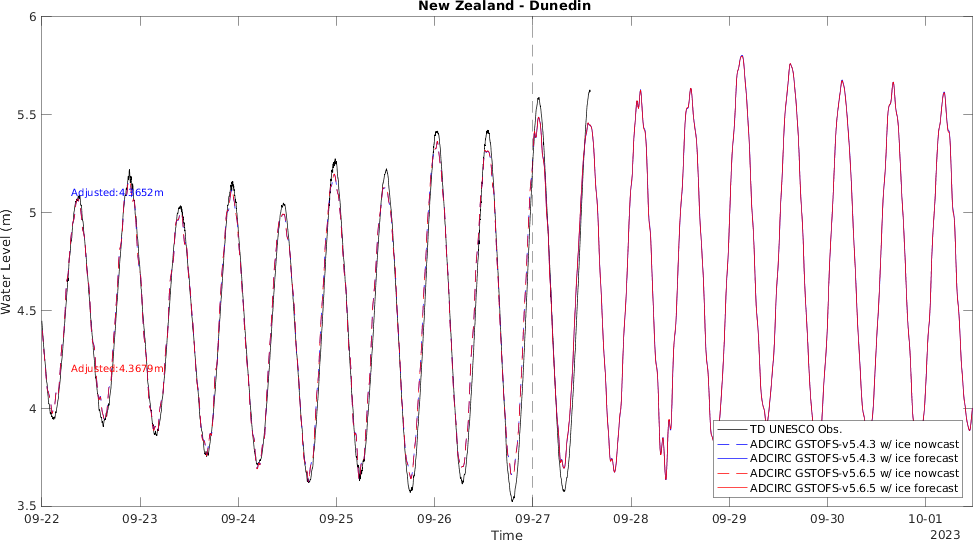 New Zealand - Dunedin
6
5.5
5
4.5
4
3.5
Water Level (m)
Adjusted:4.3652m
Adjusted:4.3679m
TD UNESCO Obs.
ADCIRC GSTOFS-v5.4.3 w/ ice nowcast
ADCIRC GSTOFS-v5.4.3 w/ ice forecast
ADCIRC GSTOFS-v5.6.5 w/ ice nowcast
ADCIRC GSTOFS-v5.6.5 w/ ice forecast
09-22 09-23 09-24 09-25 09-26 09-27 09-28 09-29 09-30 10-01
Time
2023